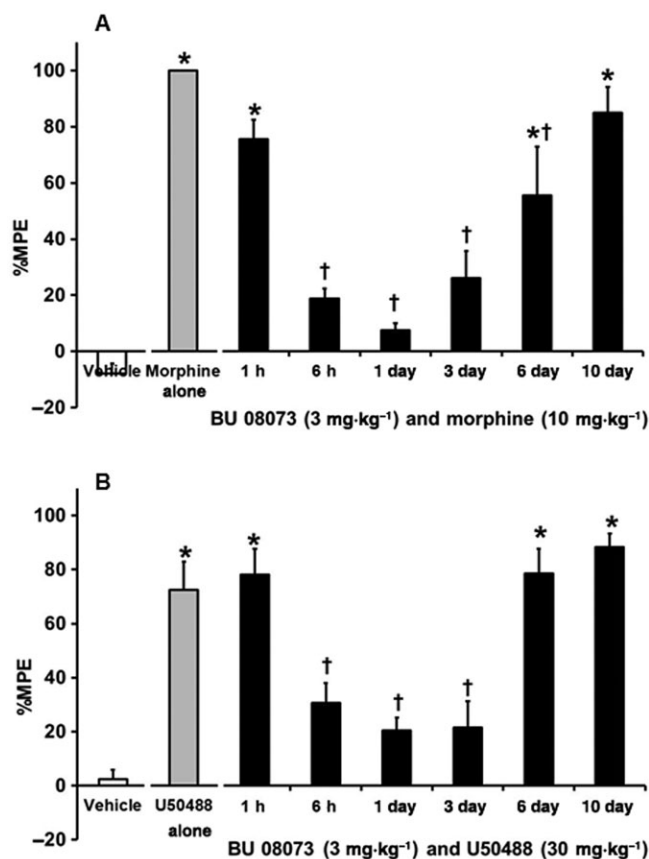 A
100
80
60
40
20
0
–20
%MPE
*
*
*
†
†
†
*†
*
Vehicle Morphine 1 h 6 h 1 day 3 day 6 day 10 day
alone
BU 08073 (3 mg·kg⁻¹) and morphine (10 mg·kg⁻¹)
B
100
80
60
40
20
0
–20
%MPE
*
*
†
†
†
*
*
Vehicle U50488 1 h 6 h 1 day 3 day 6 day 10 day
alone
BU 08073 (3 mg·kg⁻¹) and U50488 (30 mg·kg⁻¹)